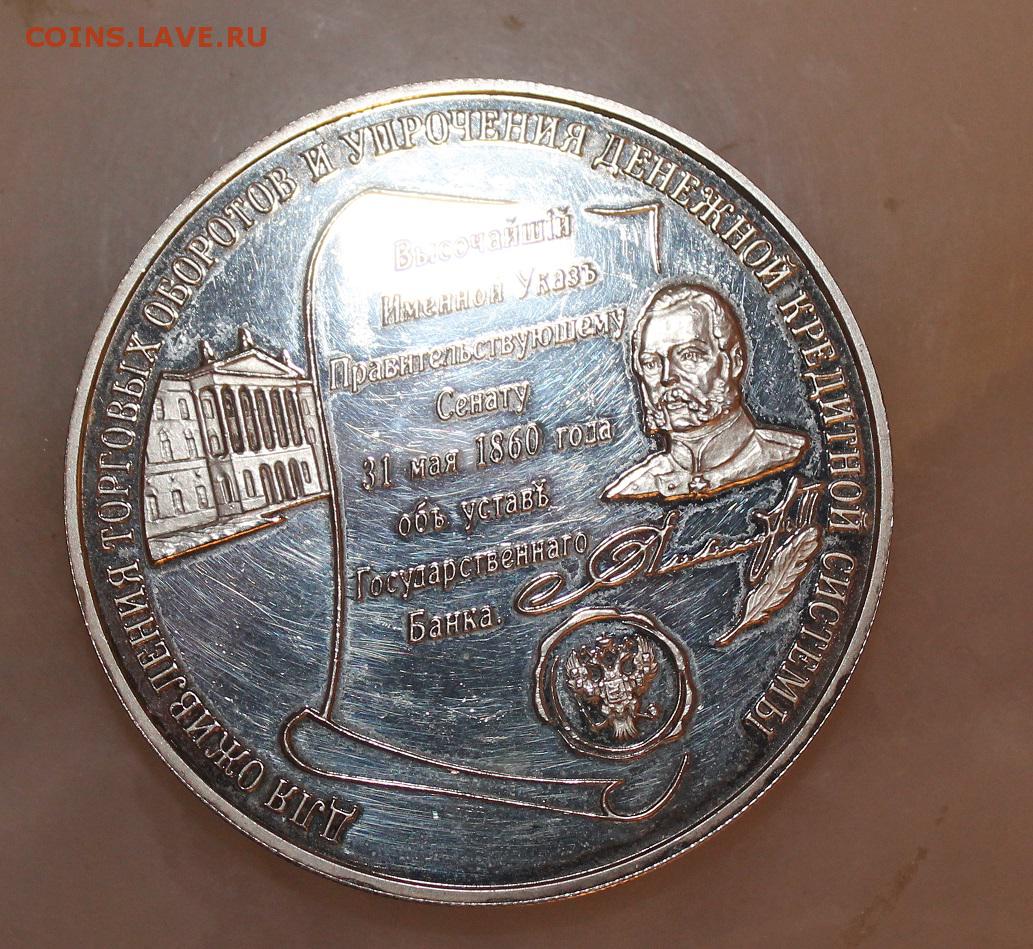 COINS.LAVE.RU
ДЛЯ ОЖИВЛЕНИЯ ТОРГОВЫХ ОБОРОТОВ И УПРОЧЕНИЯ ДЕНЕЖНОЙ КРЕДИТНОЙ СИСТЕМЫ
Высочайшій
Именной Указъ
Правительствующему
Сенату
31 мая 1860 года
объ уставѣ
Государственнаго
Банка.